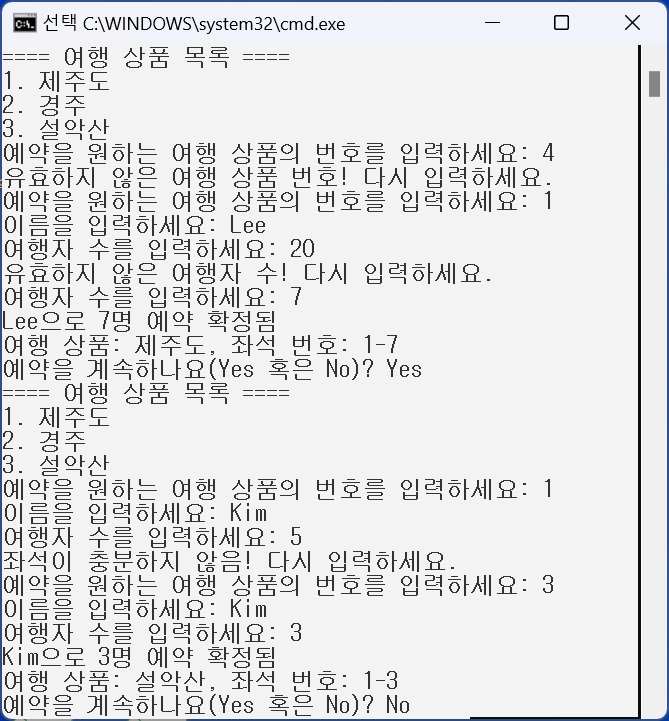 선택 C:\WINDOWS\system32\cmd.exe
==== 여행 상품 목록 ====
1. 제주도
2. 경주
3. 설악산
예약을 원하는 여행 상품의 번호를 입력하세요: 4
유효하지 않은 여행 상품 번호! 다시 입력하세요.
예약을 원하는 여행 상품의 번호를 입력하세요: 1
이름을 입력하세요: Lee
여행자 수를 입력하세요: 20
유효하지 않은 여행자 수! 다시 입력하세요.
여행자 수를 입력하세요: 7
Lee으로 7명 예약 확정됨
여행 상품: 제주도, 좌석 번호: 1-7
예약을 계속하나요(Yes 혹은 No)? Yes
==== 여행 상품 목록 ====
1. 제주도
2. 경주
3. 설악산
예약을 원하는 여행 상품의 번호를 입력하세요: 1
이름을 입력하세요: Kim
여행자 수를 입력하세요: 5
좌석이 충분하지 않음! 다시 입력하세요.
예약을 원하는 여행 상품의 번호를 입력하세요: 3
이름을 입력하세요: Kim
여행자 수를 입력하세요: 3
Kim으로 3명 예약 확정됨
여행 상품: 설악산, 좌석 번호: 1-3
예약을 계속하나요(Yes 혹은 No)? No